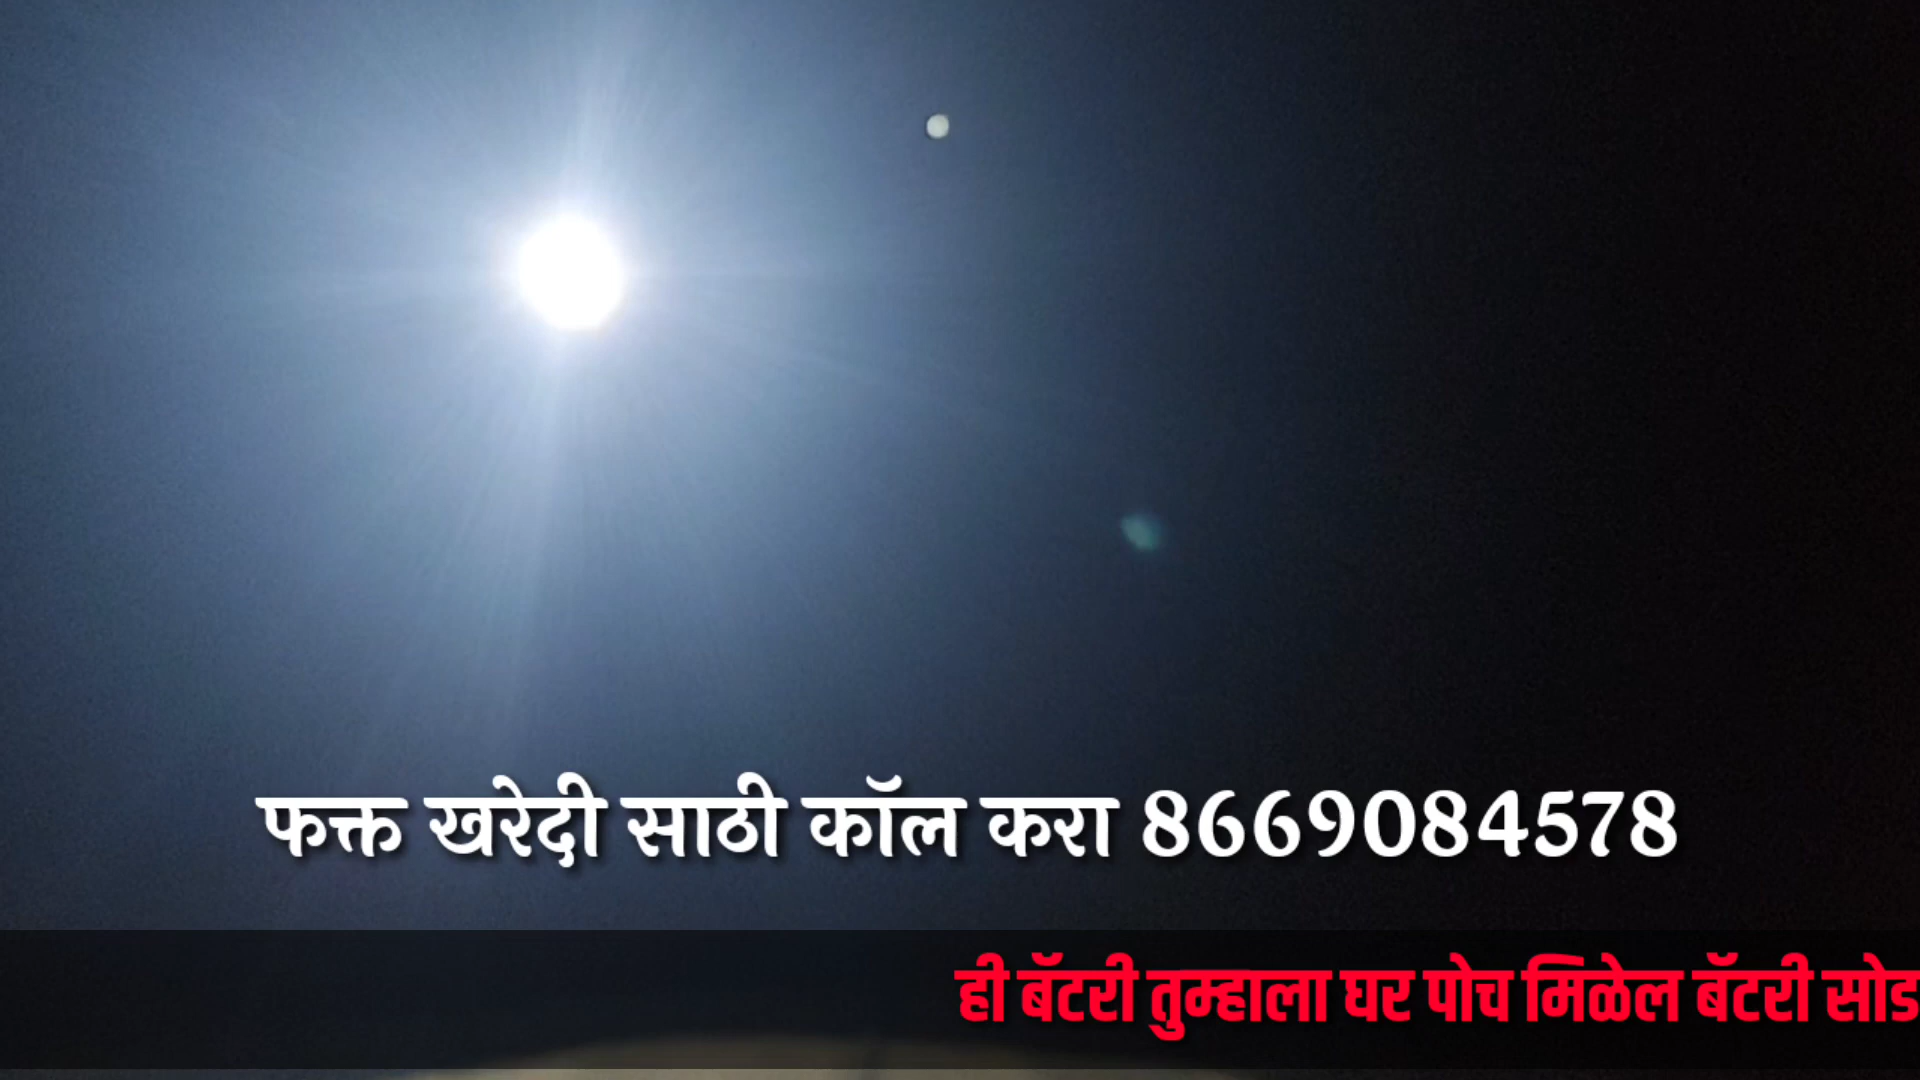 फक्त खरेदी साठी कॉल करा 8669084578
ही बॅटरी तुम्हाला घर पोच मिळेल बॅटरी